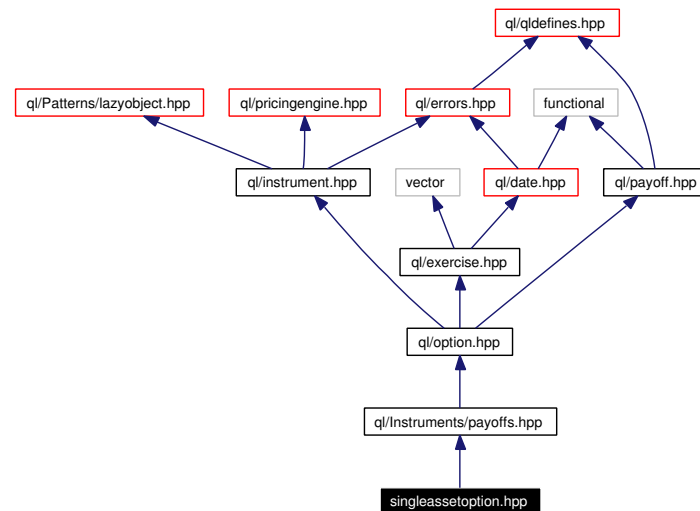 ql/qldefines.hpp
ql/Patterns/lazyobject.hpp
ql/pricingengine.hpp
ql/errors.hpp
functional
ql/instrument.hpp
vector
ql/date.hpp
ql/payoff.hpp
ql/exercise.hpp
ql/option.hpp
ql/Instruments/payoffs.hpp
singleassetoption.hpp